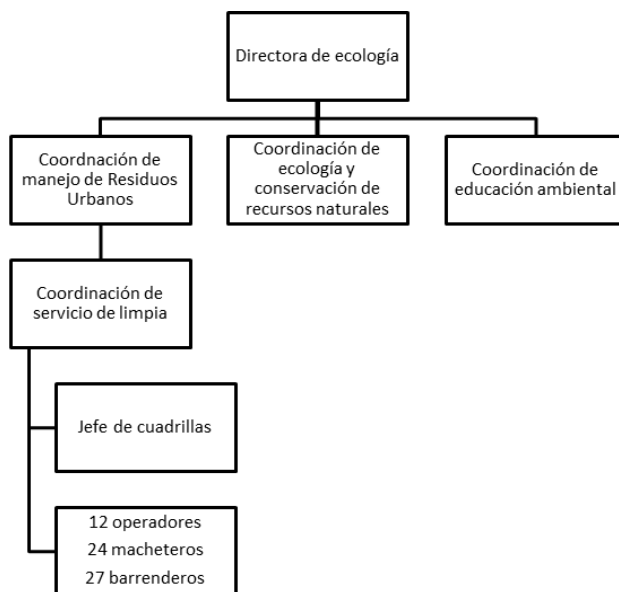 Directora de ecología
Coordnación de
manejo de Residuos
Urbanos
Coordinación de
ecología y
conservación de
recursos naturales
Coordinación de
educación ambiental
Coordinación de
servicio de limpia
Jefe de cuadrillas
12 operadores
24 macheteros
27 barrenderos